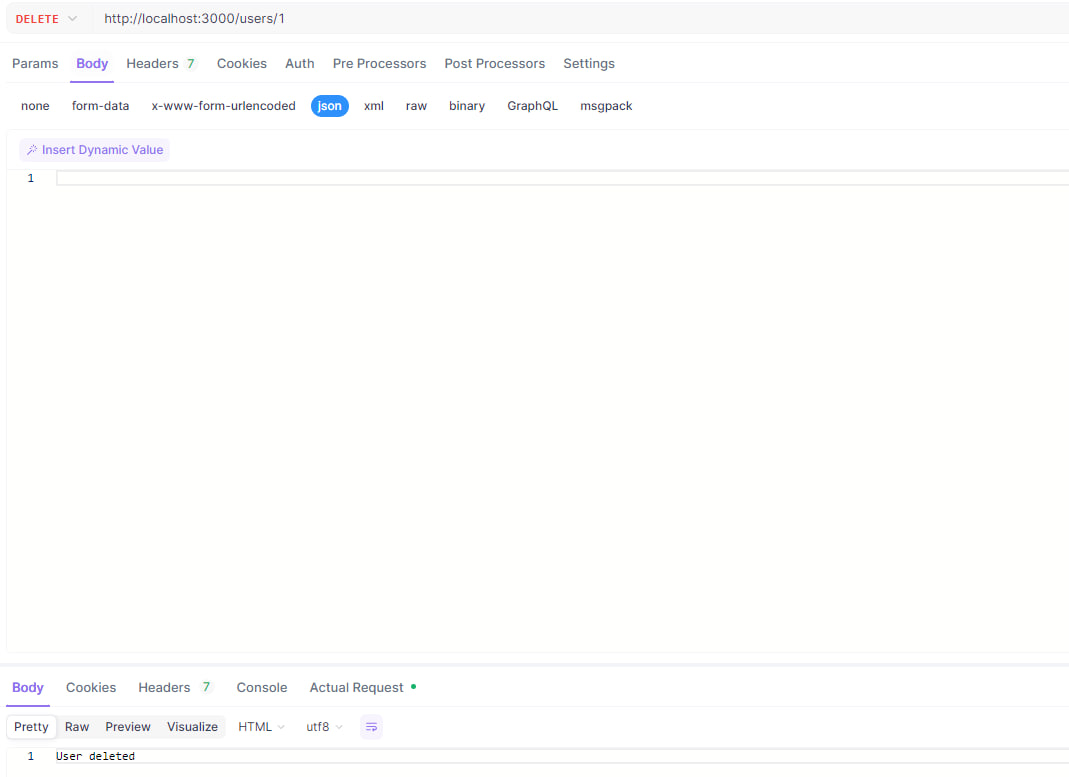 DELETE http://localhost:3000/users/1
Params Body Headers 7 Cookies Auth Pre Processors Post Processors Settings
none form-data x-www-form-urlencoded json xml raw binary GraphQL msgpack
Insert Dynamic Value
1
Body Cookies Headers 7 Console Actual Request
Pretty Raw Preview Visualize HTML utf8
1 User deleted